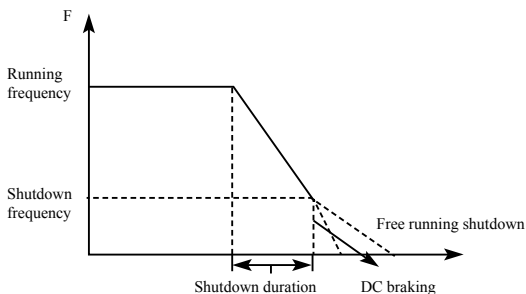 F
Running
frequency
Shutdown
frequency
Free running shutdown
Shutdown duration
DC braking